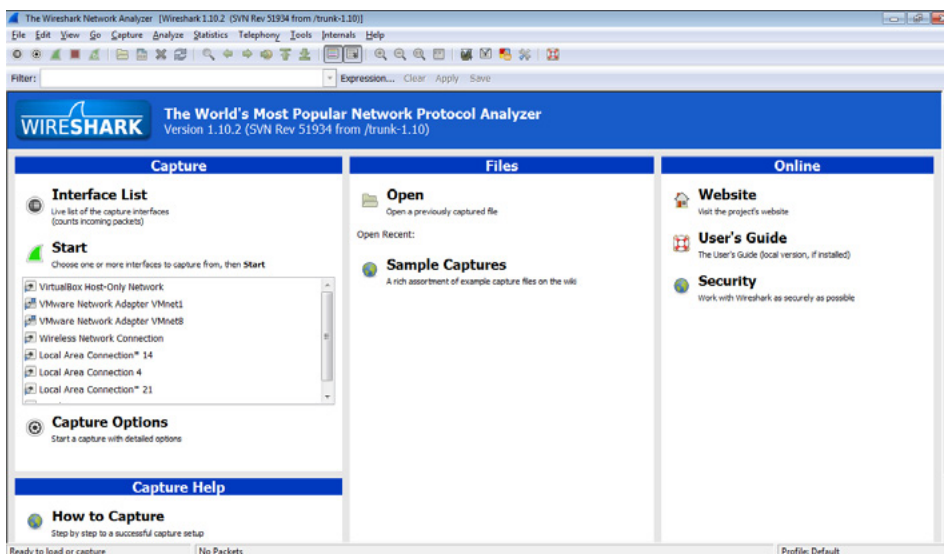 The Wireshark Network Analyzer [Wireshark 1.10.2 (SVN Rev 51934 from /trunk-1.10)]
File Edit View Go Capture Analyze Statistics Telephony Tools Internals Help
Filter:
Expression... Clear Apply Save
WIRESHARK
The World's Most Popular Network Protocol Analyzer
Version 1.10.2 (SVN Rev 51934 from /trunk-1.10)
Capture
Interface List
Live list of the capture interfaces
(counts incoming packets)
Start
Choose one or more interfaces to capture from, then Start
VirtualBox Host-Only Network
VMware Network Adapter VMnet1
VMware Network Adapter VMnet8
Wireless Network Connection
Local Area Connection* 14
Local Area Connection 4
Local Area Connection* 21
Capture Options
Start a capture with detailed options
Capture Help
How to Capture
Step by step to a successful capture setup
Files
Open
Open a previously captured file
Open Recent:
Sample Captures
A rich assortment of example capture files on the wiki
Online
Website
Visit the project's website
User's Guide
The User's Guide (local version, if installed)
Security
Work with Wireshark as securely as possible
Ready to load or capture
No Packets
Profile: Default